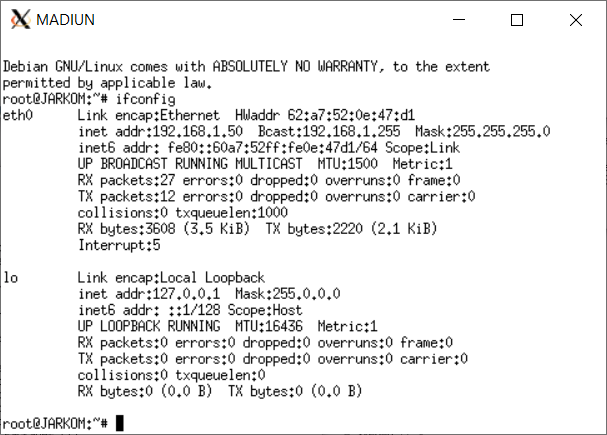 MADIUN
Debian GNU/Linux comes with ABSOLUTELY NO WARRANTY, to the extent
permitted by applicable law.
root@JARKOM:~# ifconfig
eth0      Link encap:Ethernet  HWaddr 62:a7:52:0e:47:d1
          inet addr:192.168.1.50  Bcast:192.168.1.255  Mask:255.255.255.0
          inet6 addr: fe80::60a7:52ff:fe0e:47d1/64 Scope:Link
          UP BROADCAST RUNNING MULTICAST  MTU:1500  Metric:1
          RX packets:27 errors:0 dropped:0 overruns:0 frame:0
          TX packets:12 errors:0 dropped:0 overruns:0 carrier:0
          collisions:0 txqueuelen:1000
          RX bytes:3608 (3.5 KiB)  TX bytes:2220 (2.1 KiB)
          Interrupt:5
lo        Link encap:Local Loopback
          inet addr:127.0.0.1  Mask:255.0.0.0
          inet6 addr: ::1/128 Scope:Host
          UP LOOPBACK RUNNING  MTU:16436  Metric:1
          RX packets:0 errors:0 dropped:0 overruns:0 frame:0
          TX packets:0 errors:0 dropped:0 overruns:0 carrier:0
          collisions:0 txqueuelen:0
          RX bytes:0 (0.0 B)  TX bytes:0 (0.0 B)
root@JARKOM:~#